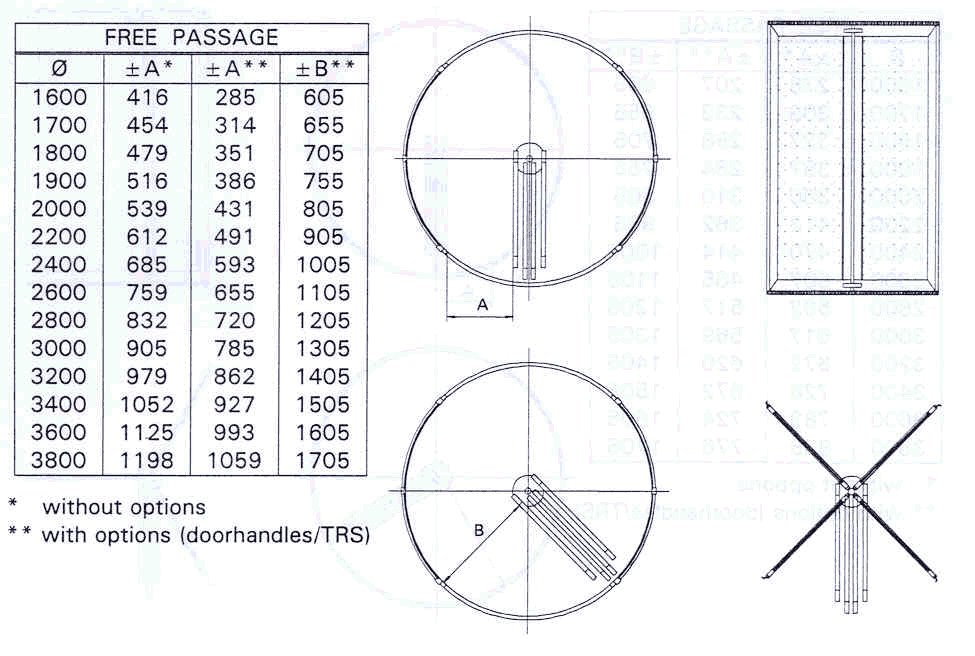 FREE PASSAGE
Ø ±A* ±A** ±B**
1600 416 285 605
1700 454 314 655
1800 479 351 705
1900 516 386 755
2000 539 431 805
2200 612 491 905
2400 685 593 1005
2600 759 655 1105
2800 832 720 1205
3000 905 785 1305
3200 979 862 1405
3400 1052 927 1505
3600 1125 993 1605
3800 1198 1059 1705
* without options
** with options (doorhandles/TRS)
A
B